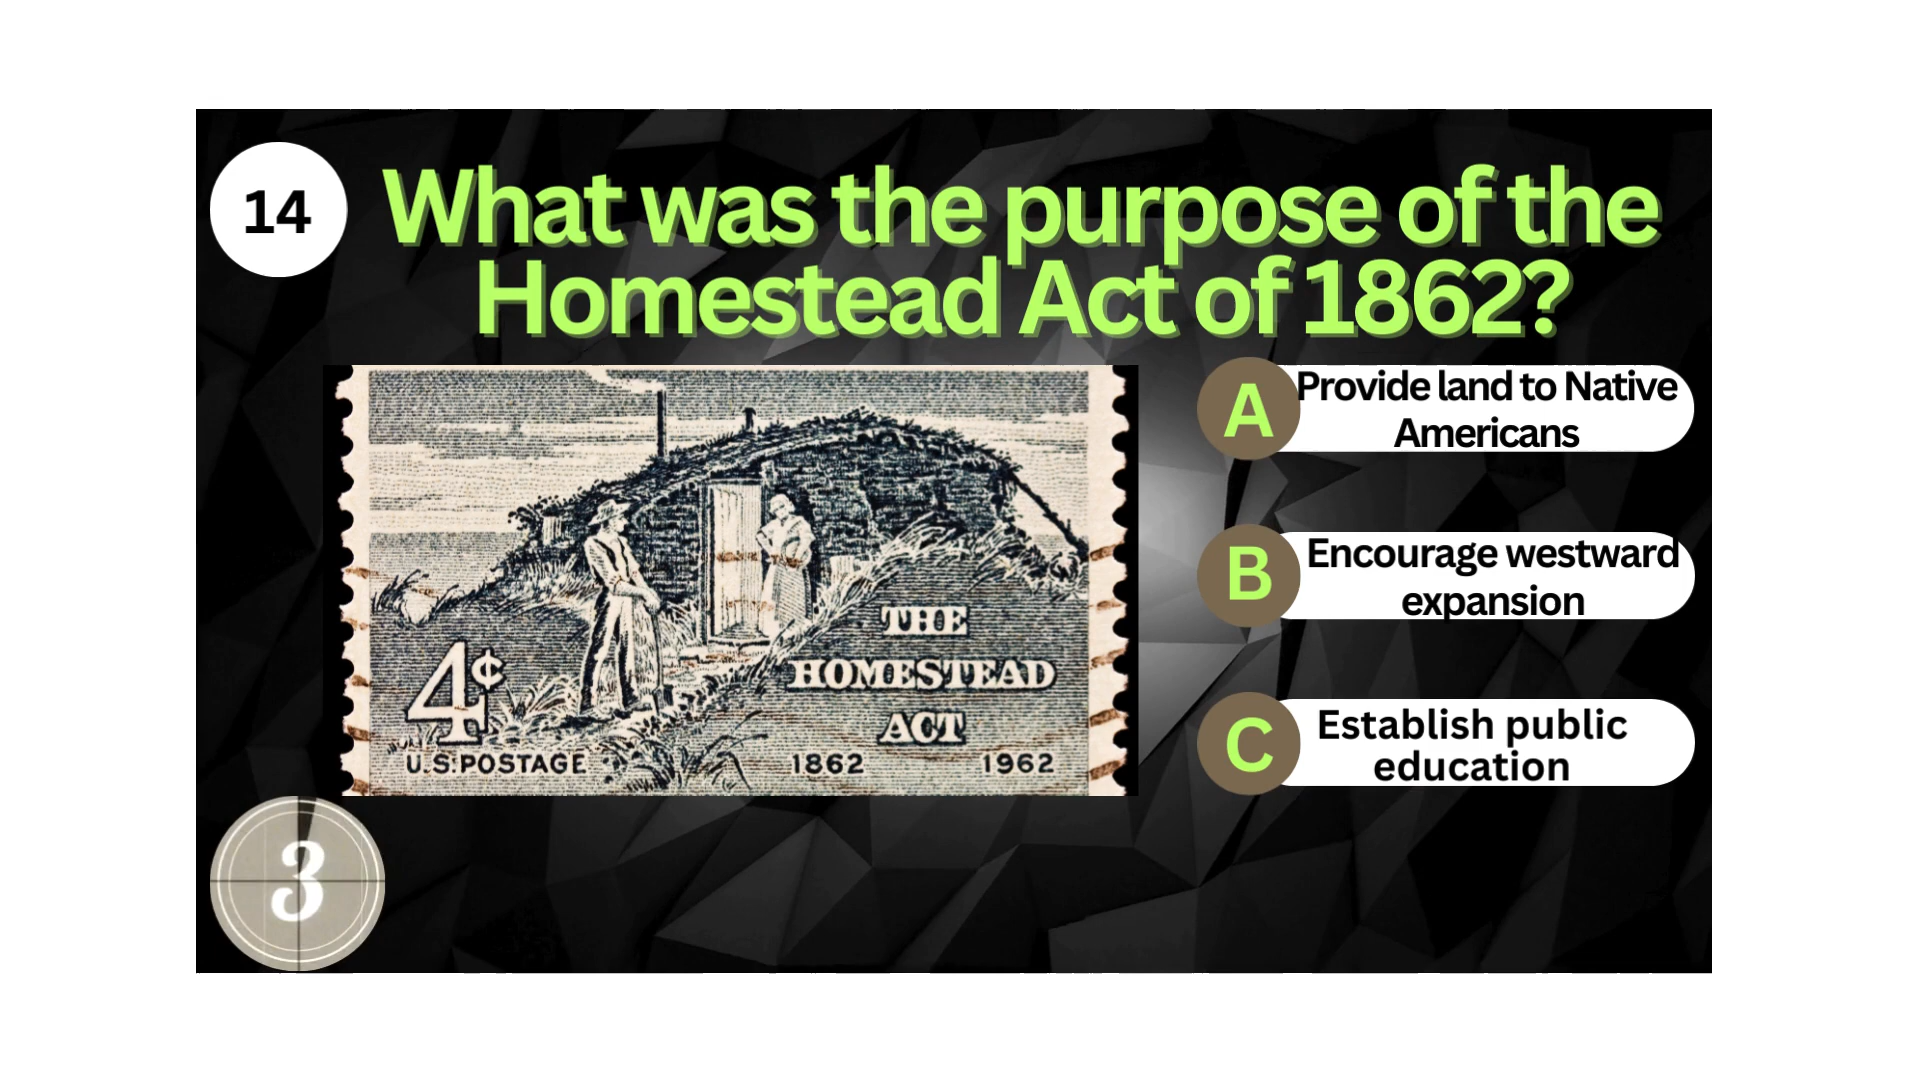 14
What was the purpose of the
Homestead Act of 1862?
THE
HOMESTEAD
ACT
4¢
U.S.POSTAGE
1862
1962
A
Provide land to Native
Americans
B
Encourage westward
expansion
C
Establish public
education
3